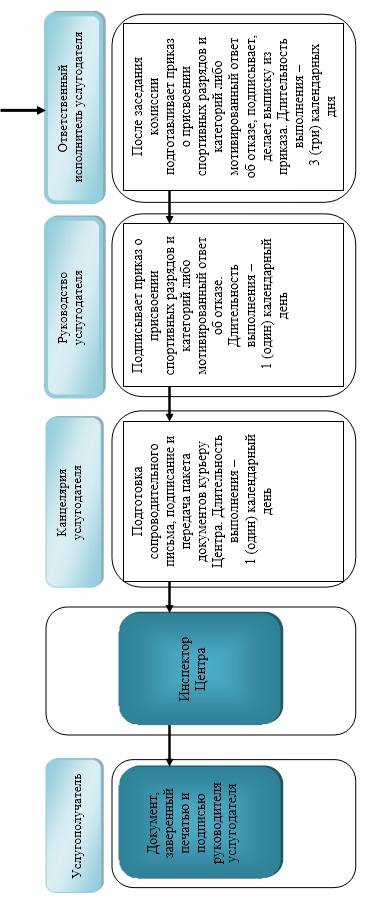 Ответственный
исполнитель услугодателя
После заседания
комиссии
подготавливает приказ
о присвоении
спортивных разрядов и
категорий либо
мотивированный ответ
об отказе, подписывает,
делает выписку из
приказа. Длительность
выполнения –
3 (три) календарных
дня
Руководство
услугодателя
Подписывает приказ о
присвоении
спортивных разрядов и
категорий либо
мотивированный ответ
об отказе.
Длительность
выполнения –
1 (один) календарный
день
Канцелярия
услугодателя
Подготовка
сопроводительного
письма, подписание и
передача пакета
документов курьеру
Центра. Длительность
выполнения –
1 (один) календарный
день
Инспектор
Центра
Услугополучатель
Документ,
заверенный
печатью и
подписью
руководителя
услугодателя